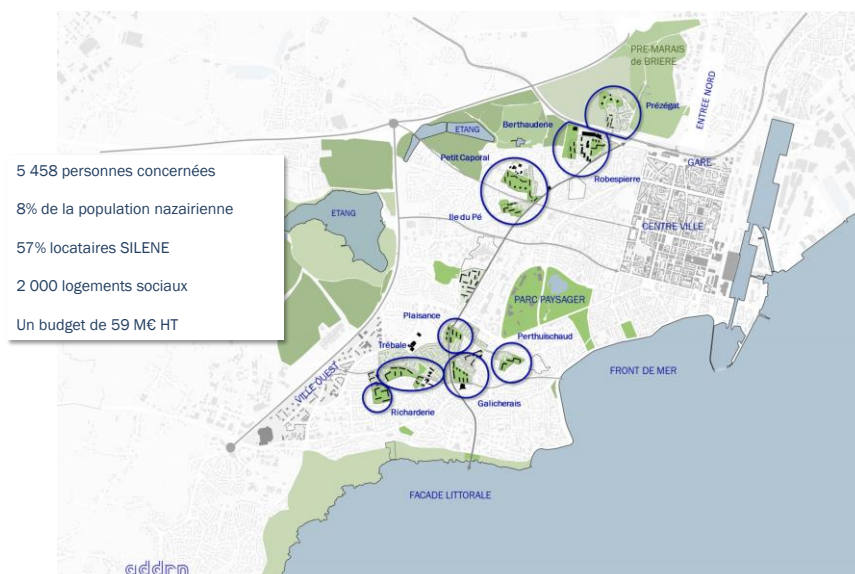 PRE-MARAIS
de BRIERE
ENTREE NORD
Prézégat
ETANG
Berthauderie
Petit Caporal
GARE
5 458 personnes concernées
8% de la population nazairienne
57% locataires SILENE
2 000 logements sociaux
Un budget de 59 M€ HT
Robespierre
ETANG
Ile du Pé
CENTRE VILLE
PARC PAYSAGER
Plaisance
Perthuischaud
Trébale
VILLE OUEST
FRONT DE MER
Galicherais
Richarderie
FACADE LITTORALE
addrn